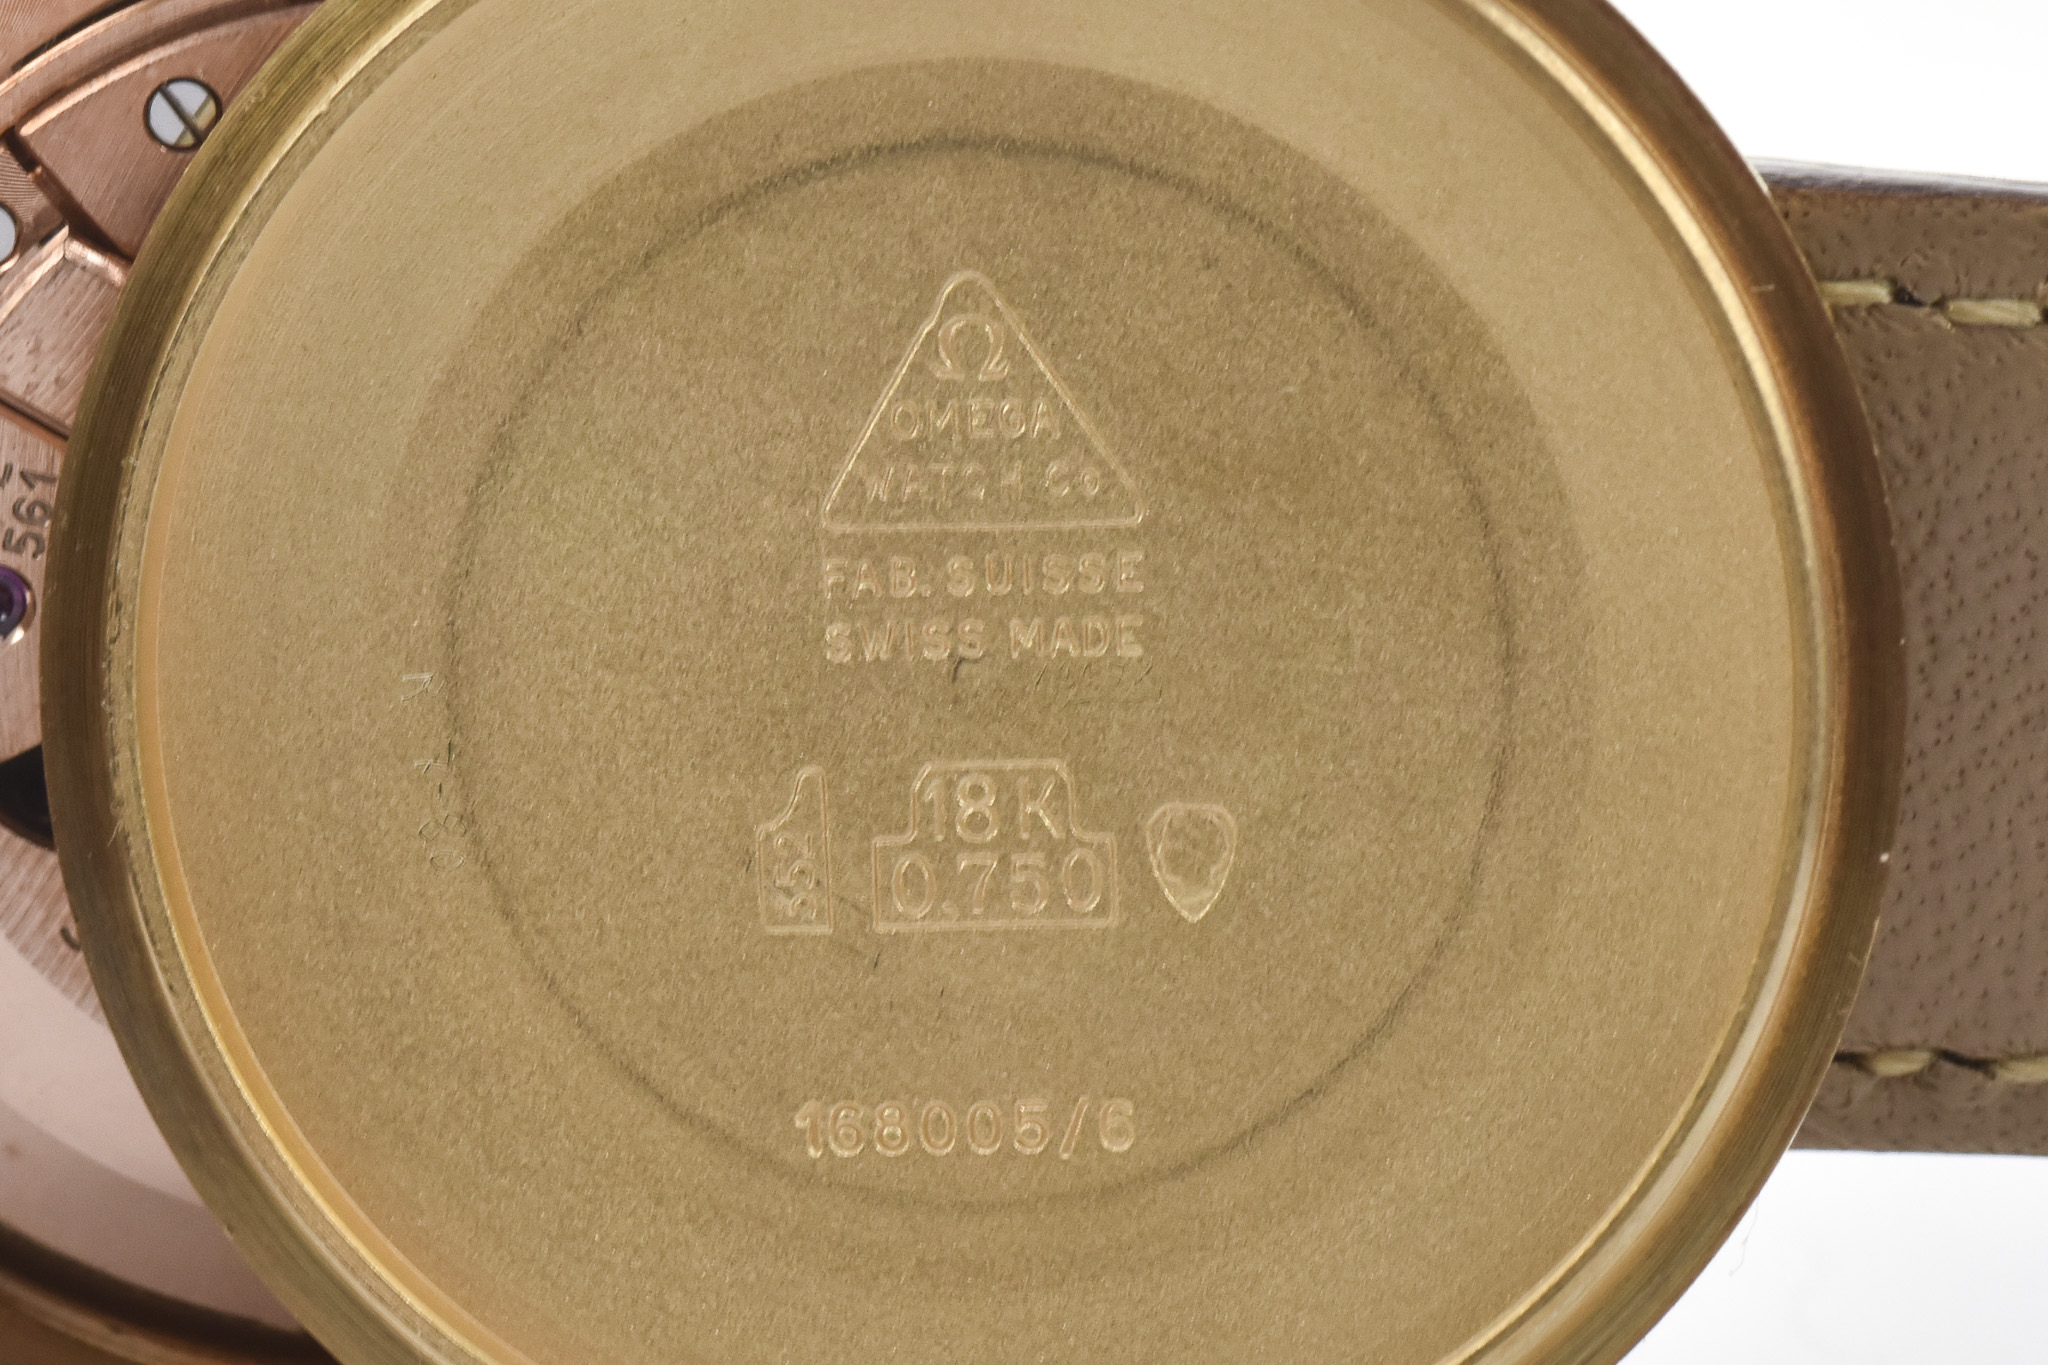 Ω
OMEGA
WATCH Co
FAB. SUISSE
SWISS MADE
18 K
0.750
168005/6
561